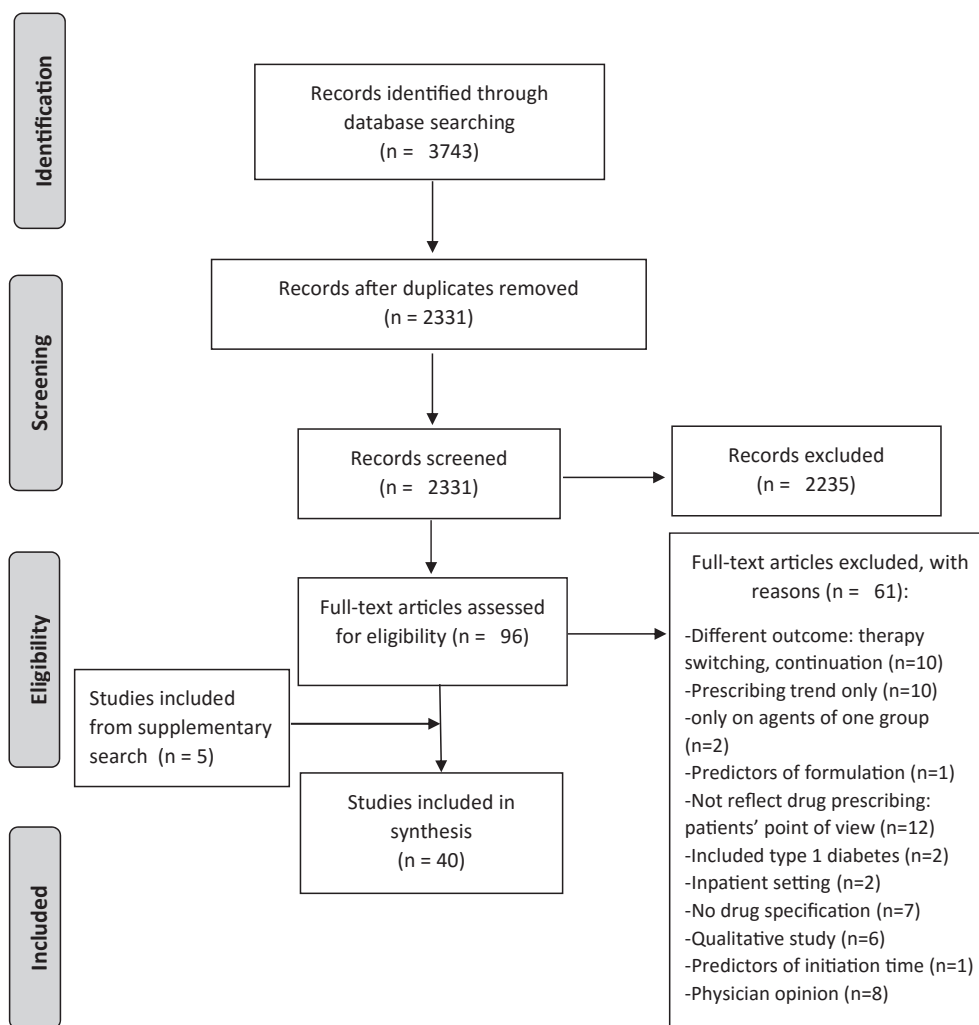 Identification
Records identified through
database searching
(n = 3743)
Screening
Records after duplicates removed
(n = 2331)
Records screened
(n = 2331)
Records excluded
(n = 2235)
Eligibility
Full-text articles assessed
for eligibility (n = 96)
Full-text articles excluded, with
reasons (n = 61):
-Different outcome: therapy
switching, continuation (n=10)
-Prescribing trend only (n=10)
-only on agents of one group
(n=2)
-Predictors of formulation (n=1)
-Not reflect drug prescribing:
patients’ point of view (n=12)
-Included type 1 diabetes (n=2)
-Inpatient setting (n=2)
-No drug specification (n=7)
-Qualitative study (n=6)
-Predictors of initiation time (n=1)
-Physician opinion (n=8)
Studies included
from supplementary
search (n = 5)
Included
Studies included in
synthesis
(n = 40)